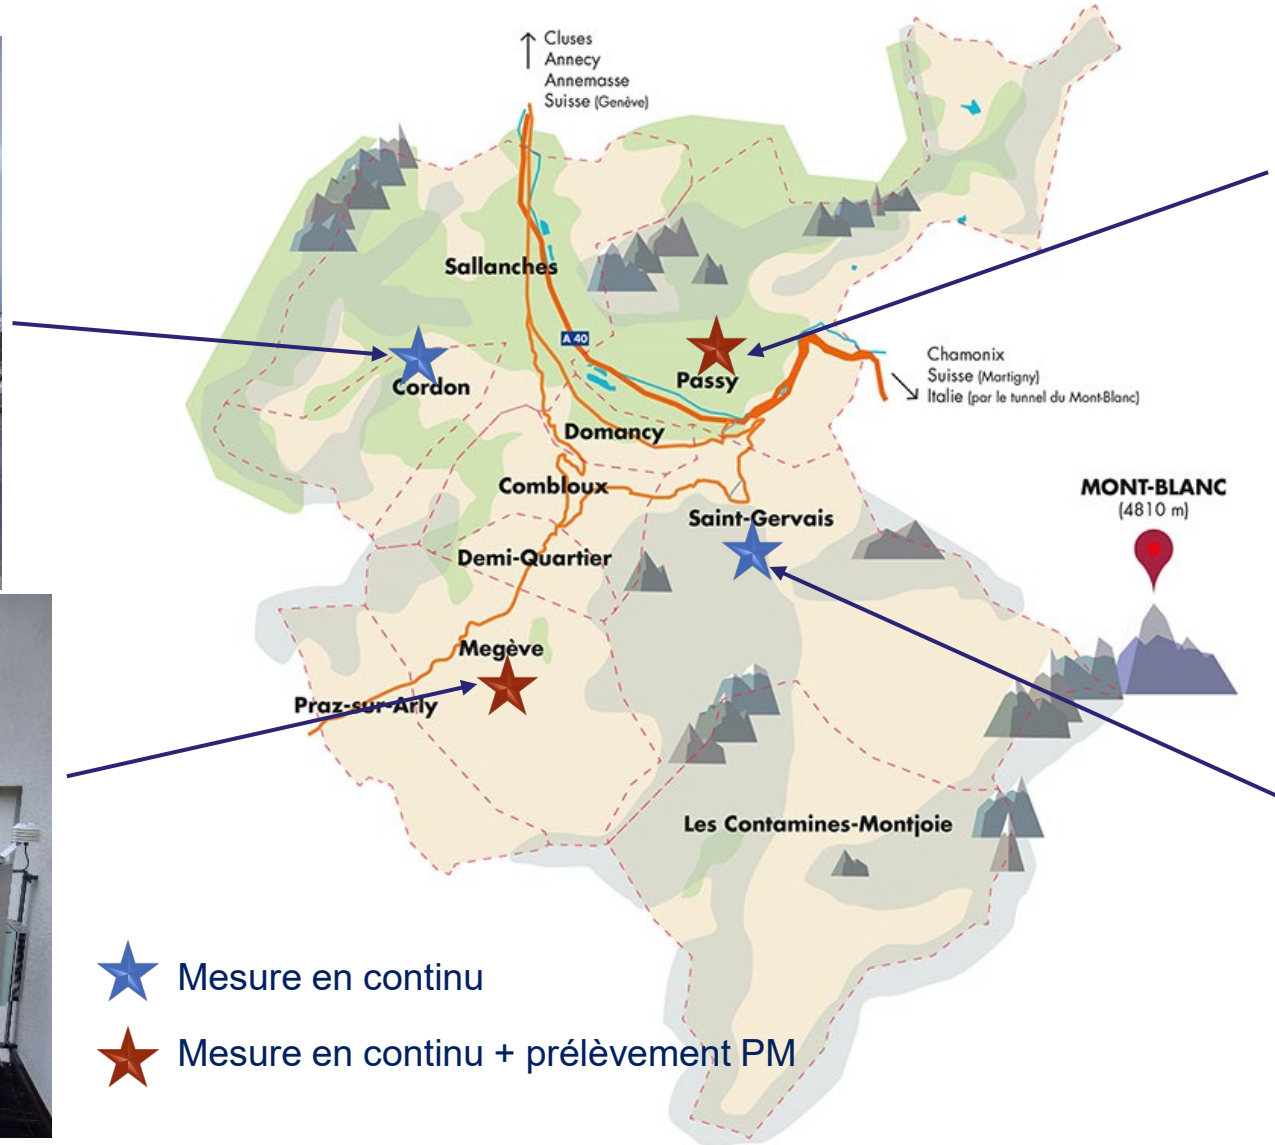 Cluses
Annecy
Annemasse
Suisse (Genève)
Sallanches
A 40
Cordon
Passy
Chamonix
Suisse (Martigny)
Italie (par le tunnel du Mont-Blanc)
Domancy
Combloux
MONT-BLANC
(4810 m)
Saint-Gervais
Demi-Quartier
Megève
Praz-sur-Arly
Les Contamines-Montjoie
Mesure en continu
Mesure en continu + prélèvement PM